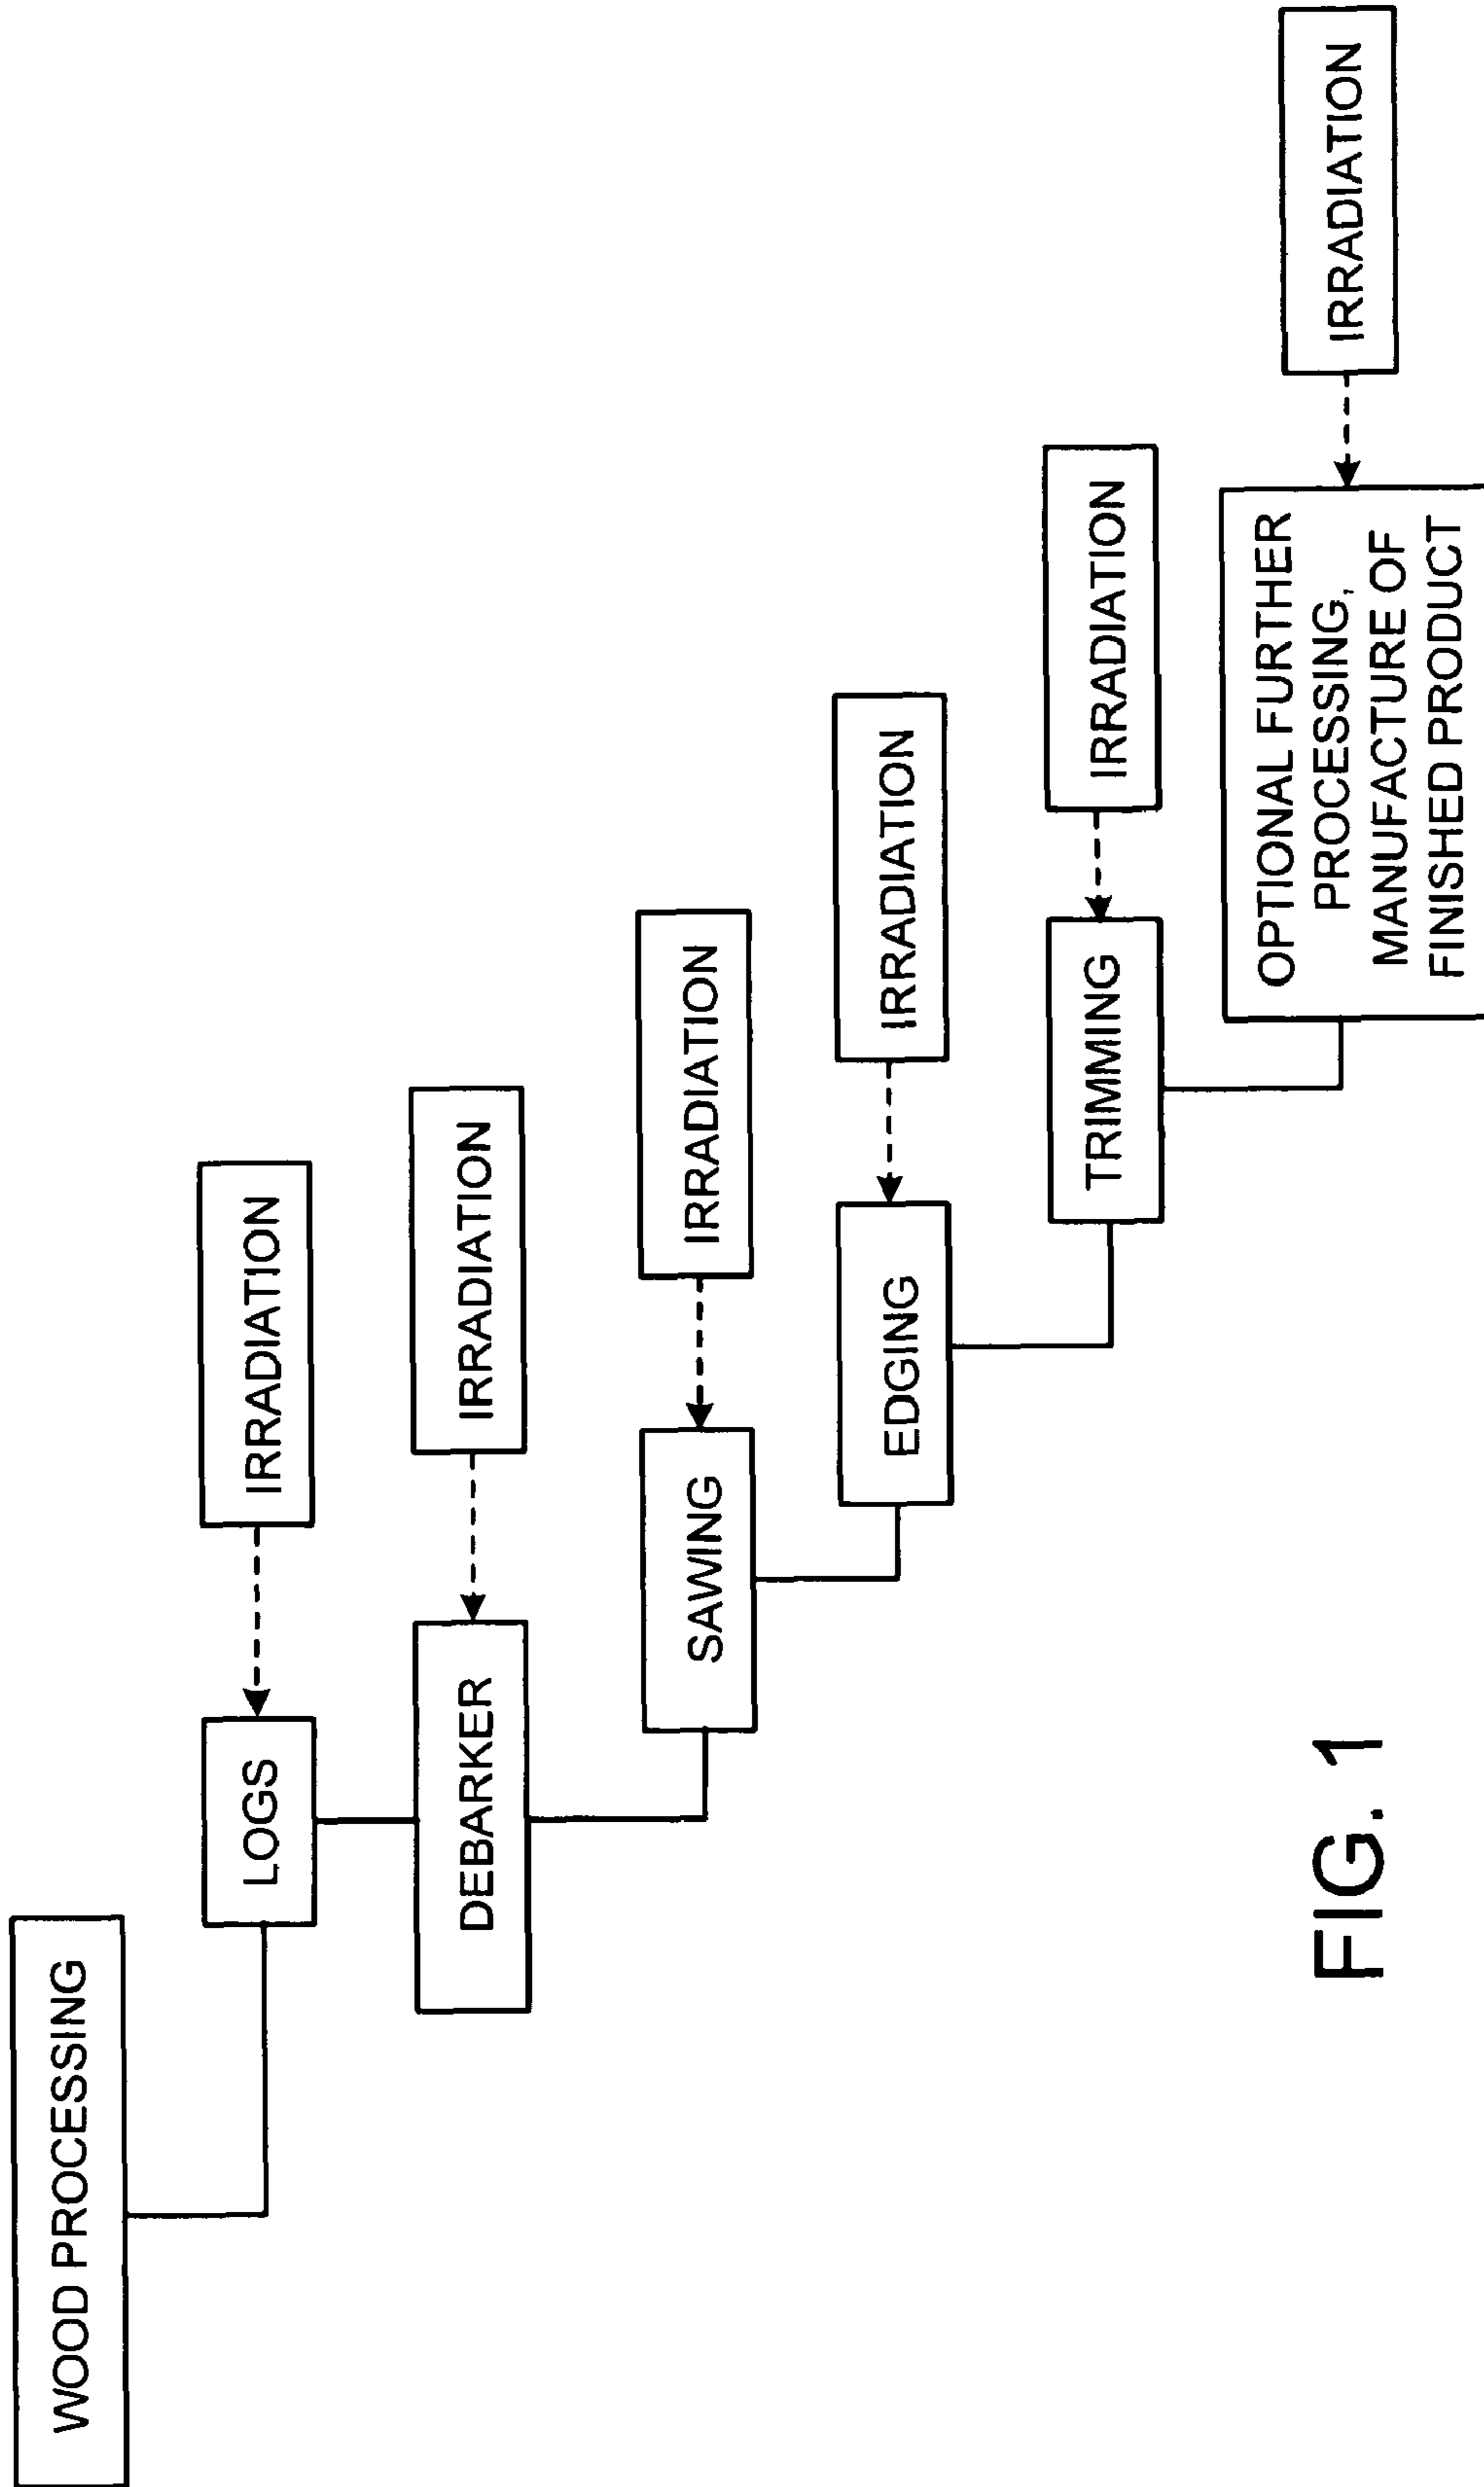 WOOD PROCESSING
LOGS
IRRADIATION
DEBARKER
IRRADIATION
SAWING
IRRADIATION
EDGING
IRRADIATION
TRIMMING
IRRADIATION
OPTIONAL FURTHER
PROCESSING,
MANUFACTURE OF
FINISHED PRODUCT
IRRADIATION
FIG. 1